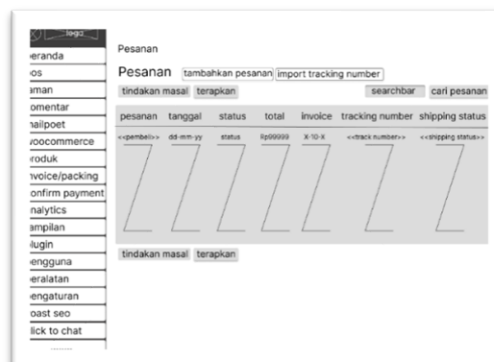 logo
eranda
os
aman
omentar
nailpoet
voocommerce
roduk
nvoice/packing
onfirm payment
nalytics
ampilan
lugin
engguna
eralatan
engaturan
oast seo
lick to chat
Pesanan
Pesanan tambahkan pesanan import tracking number
tindakan masal terapkan searchbar cari pesanan
pesanan tanggal status total invoice tracking number shipping status
<<pembeli>> dd-mm-yy status Rp99999 X-10-X <<track number>> <<shipping status>>
tindakan masal terapkan